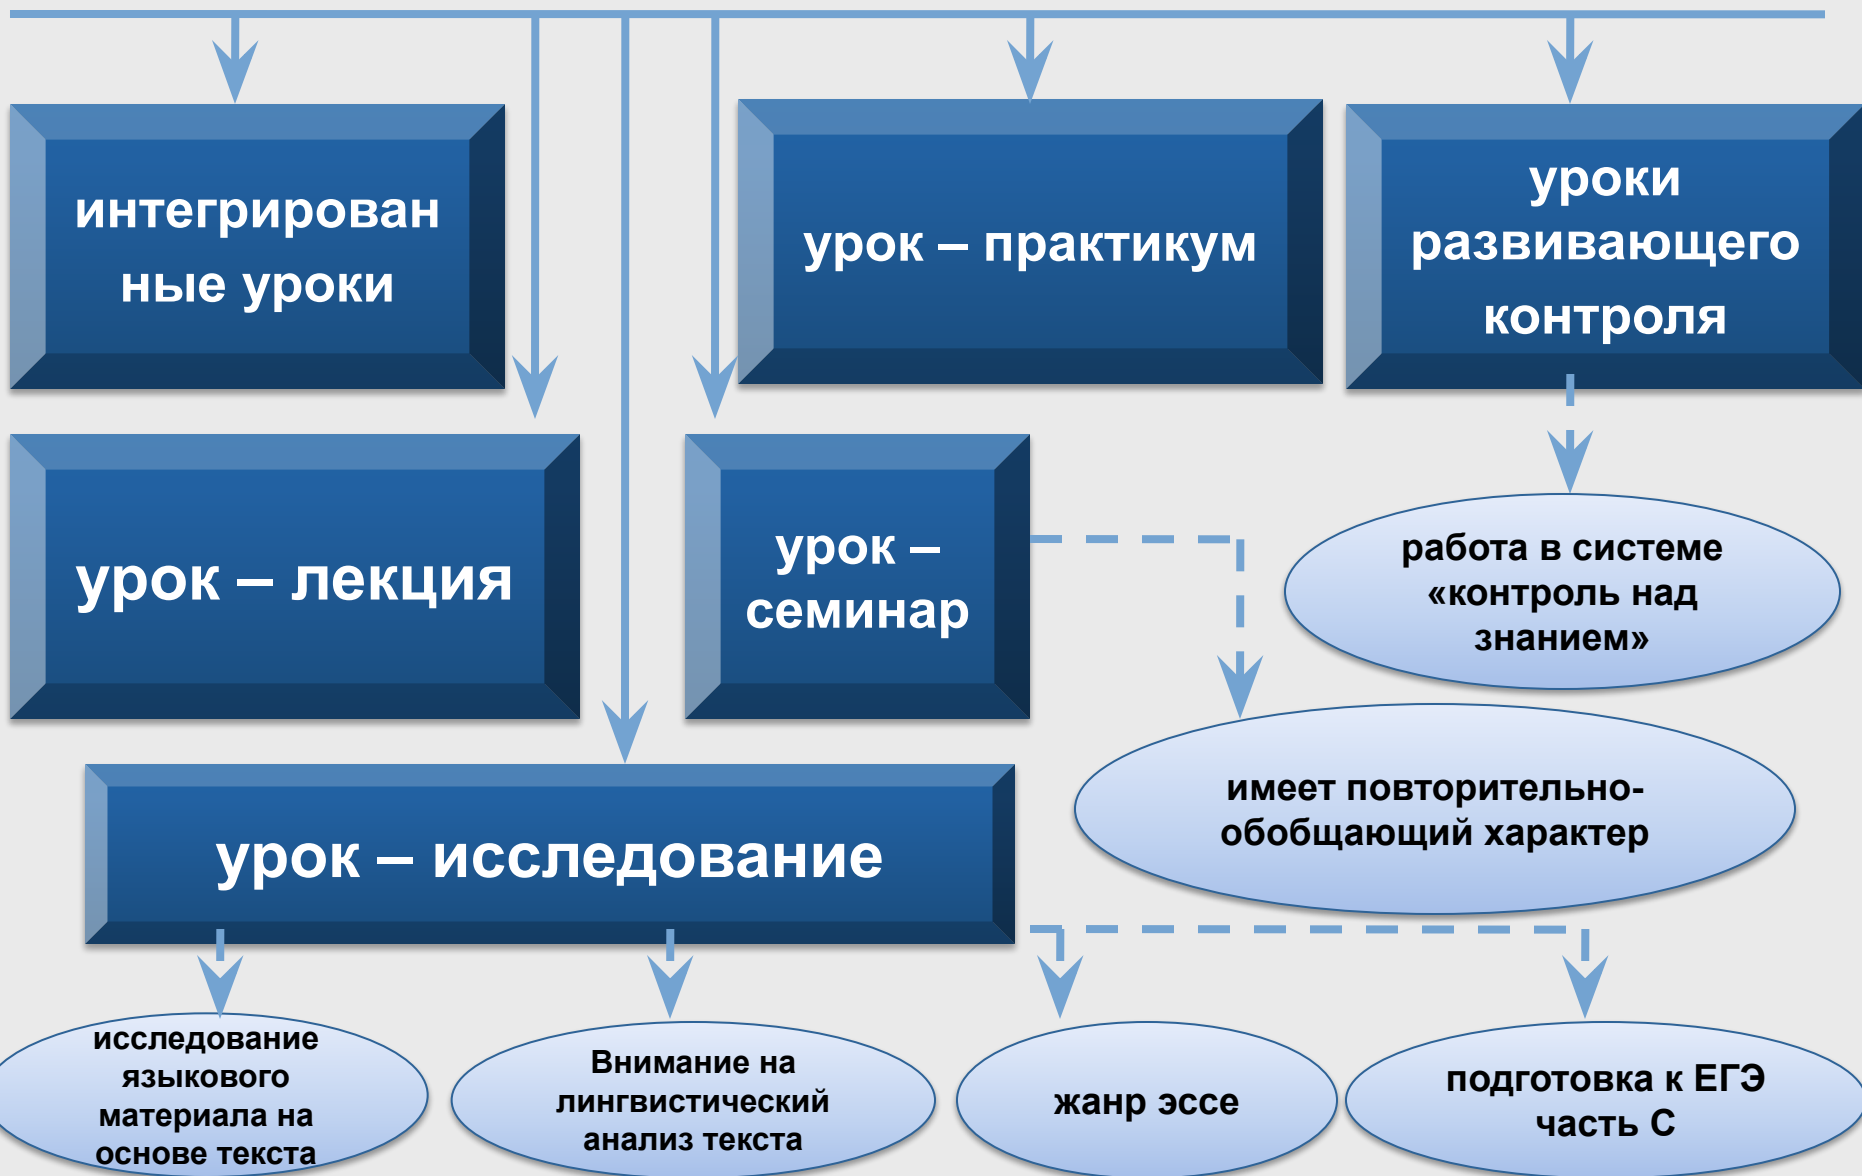 интегрирован
ные уроки
урок – практикум
уроки
развивающего
контроля
урок – лекция
урок –
семинар
работа в системе
«контроль над
знанием»
имеет повторительно-
обобщающий характер
урок – исследование
исследование
языкового
материала на
основе текста
Внимание на
лингвистический
анализ текста
жанр эссе
подготовка к ЕГЭ
часть С